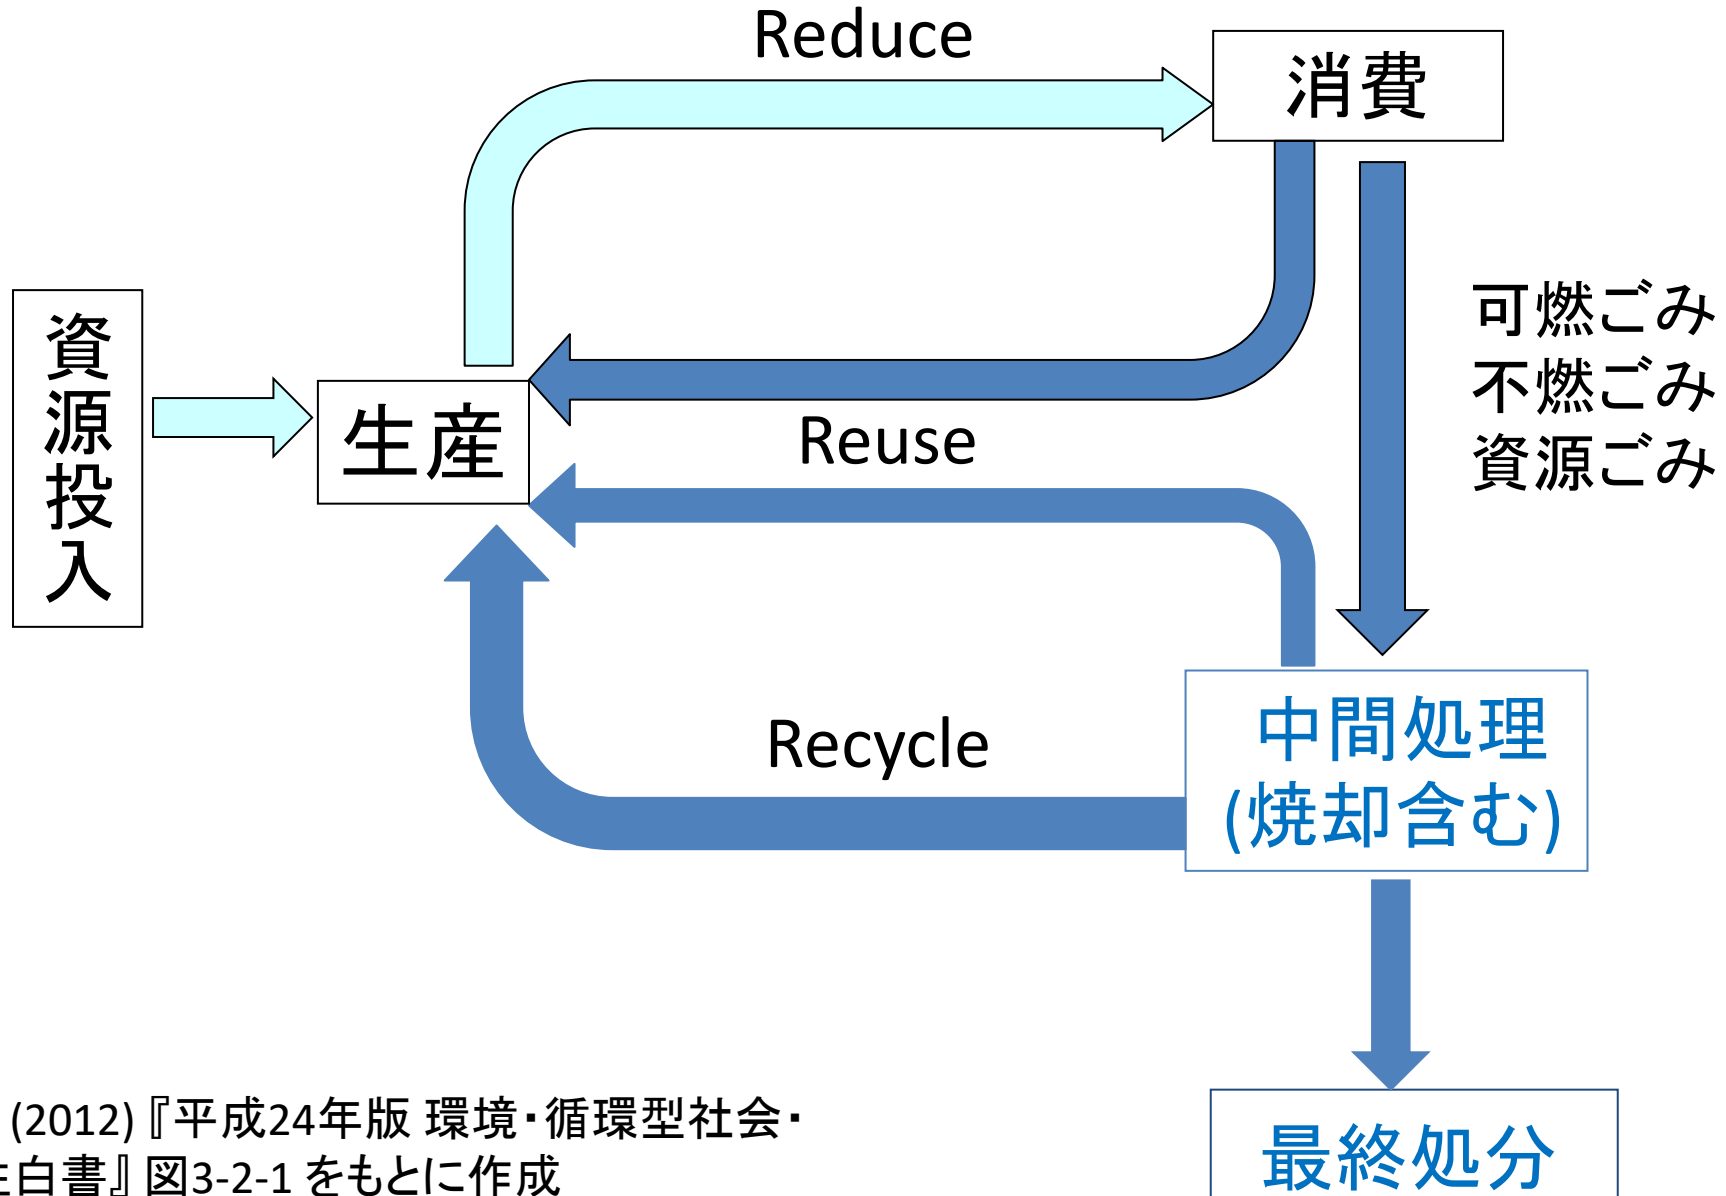 Reduce
消費
資源投入
生産
Reuse
可燃ごみ
不燃ごみ
資源ごみ
Recycle
中間処理
(焼却含む)
最終処分
(2012)『平成24年版 環境・循環型社会・
白書』図3-2-1 をもとに作成